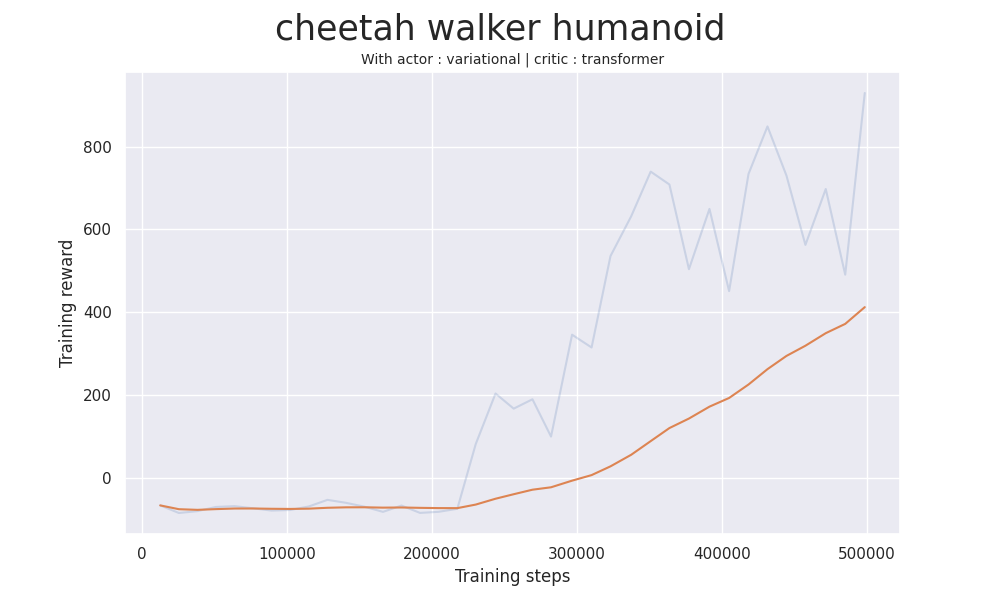 cheetah walker humanoid
With actor : variational | critic : transformer
Training reward
800
600
400
200
0
0 100000 200000 300000 400000 500000
Training steps